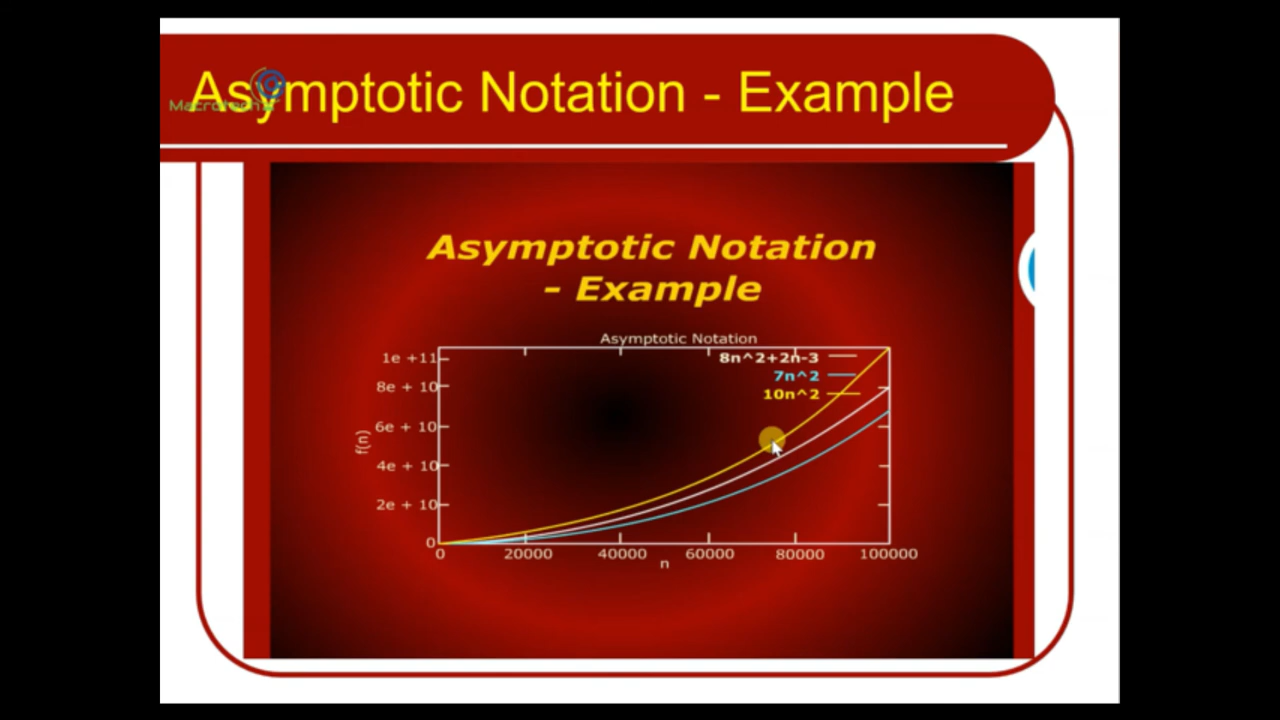 Asymptotic Notation - Example
Macrotech
Asymptotic Notation
- Example
Asymptotic Notation
8n^2+2n-3
7n^2
10n^2
1e +11
8e + 10
6e + 10
4e + 10
2e + 10
0
f(n)
0 20000 40000 60000 80000 100000
n